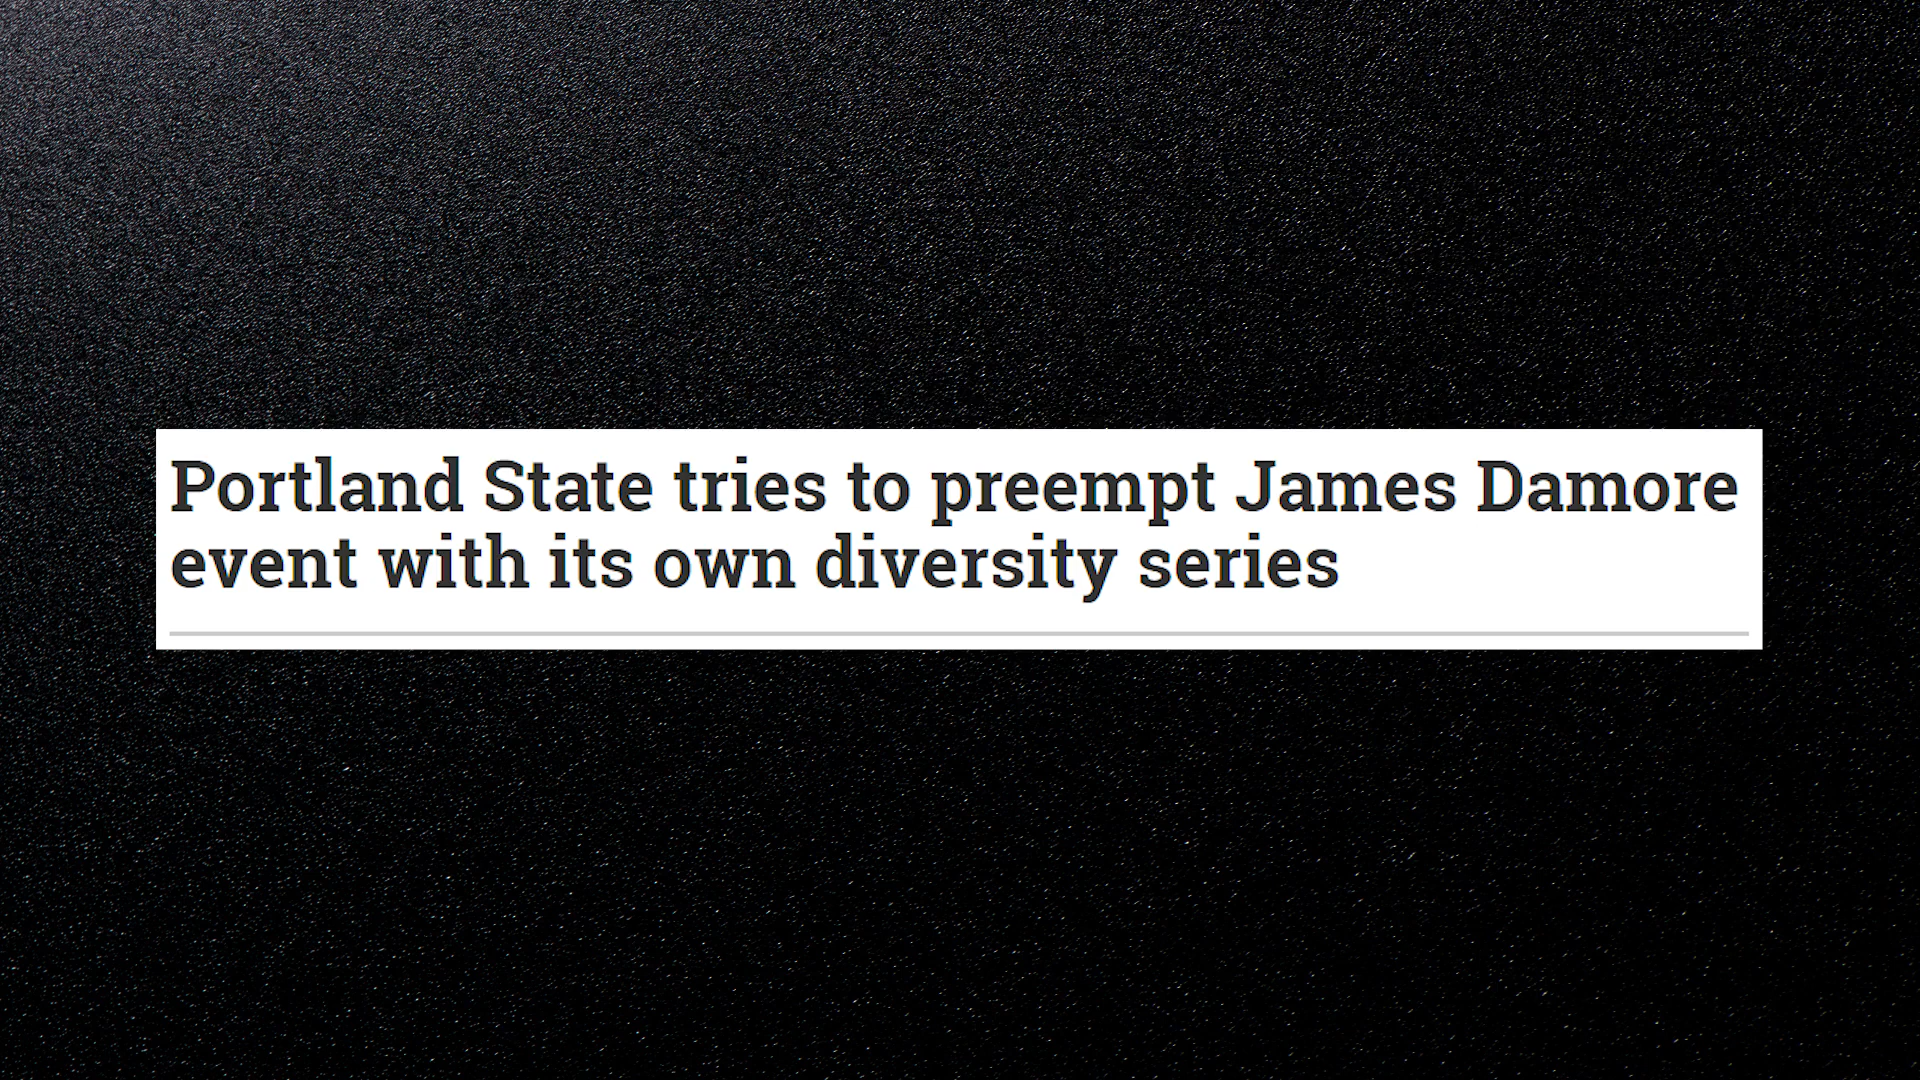 Portland State tries to preempt James Damore
event with its own diversity series